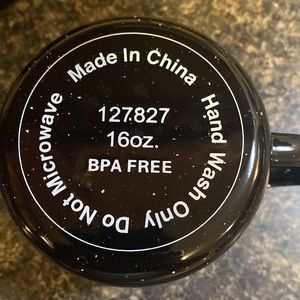 Made In China
Hand Wash Only
Do Not Microwave
127.827
16oz.
BPA FREE